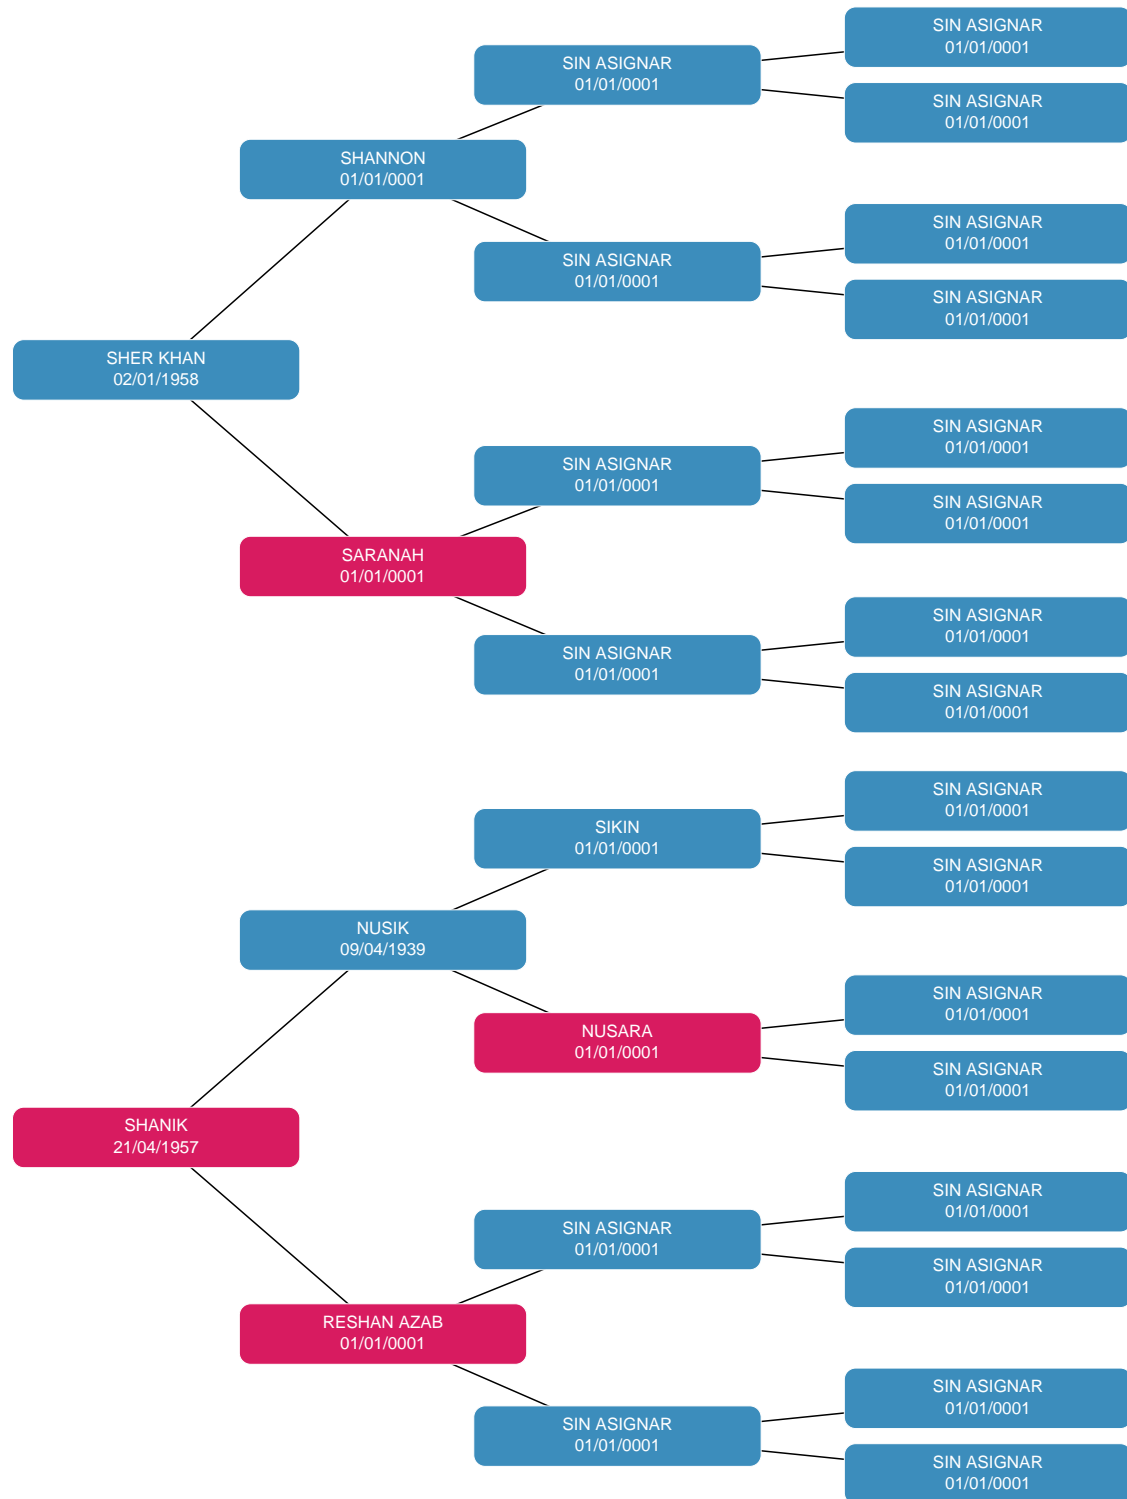 SIN ASIGNAR
01/01/0001
SIN ASIGNAR
01/01/0001
SIN ASIGNAR
01/01/0001
SHANNON
01/01/0001
SIN ASIGNAR
01/01/0001
SIN ASIGNAR
01/01/0001
SIN ASIGNAR
01/01/0001
SHER KHAN
02/01/1958
SIN ASIGNAR
01/01/0001
SIN ASIGNAR
01/01/0001
SIN ASIGNAR
01/01/0001
SARANAH
01/01/0001
SIN ASIGNAR
01/01/0001
SIN ASIGNAR
01/01/0001
SIN ASIGNAR
01/01/0001
SIN ASIGNAR
01/01/0001
SIKIN
01/01/0001
SIN ASIGNAR
01/01/0001
NUSIK
09/04/1939
SIN ASIGNAR
01/01/0001
NUSARA
01/01/0001
SIN ASIGNAR
01/01/0001
SHANIK
21/04/1957
SIN ASIGNAR
01/01/0001
SIN ASIGNAR
01/01/0001
SIN ASIGNAR
01/01/0001
RESHAN AZAB
01/01/0001
SIN ASIGNAR
01/01/0001
SIN ASIGNAR
01/01/0001
SIN ASIGNAR
01/01/0001